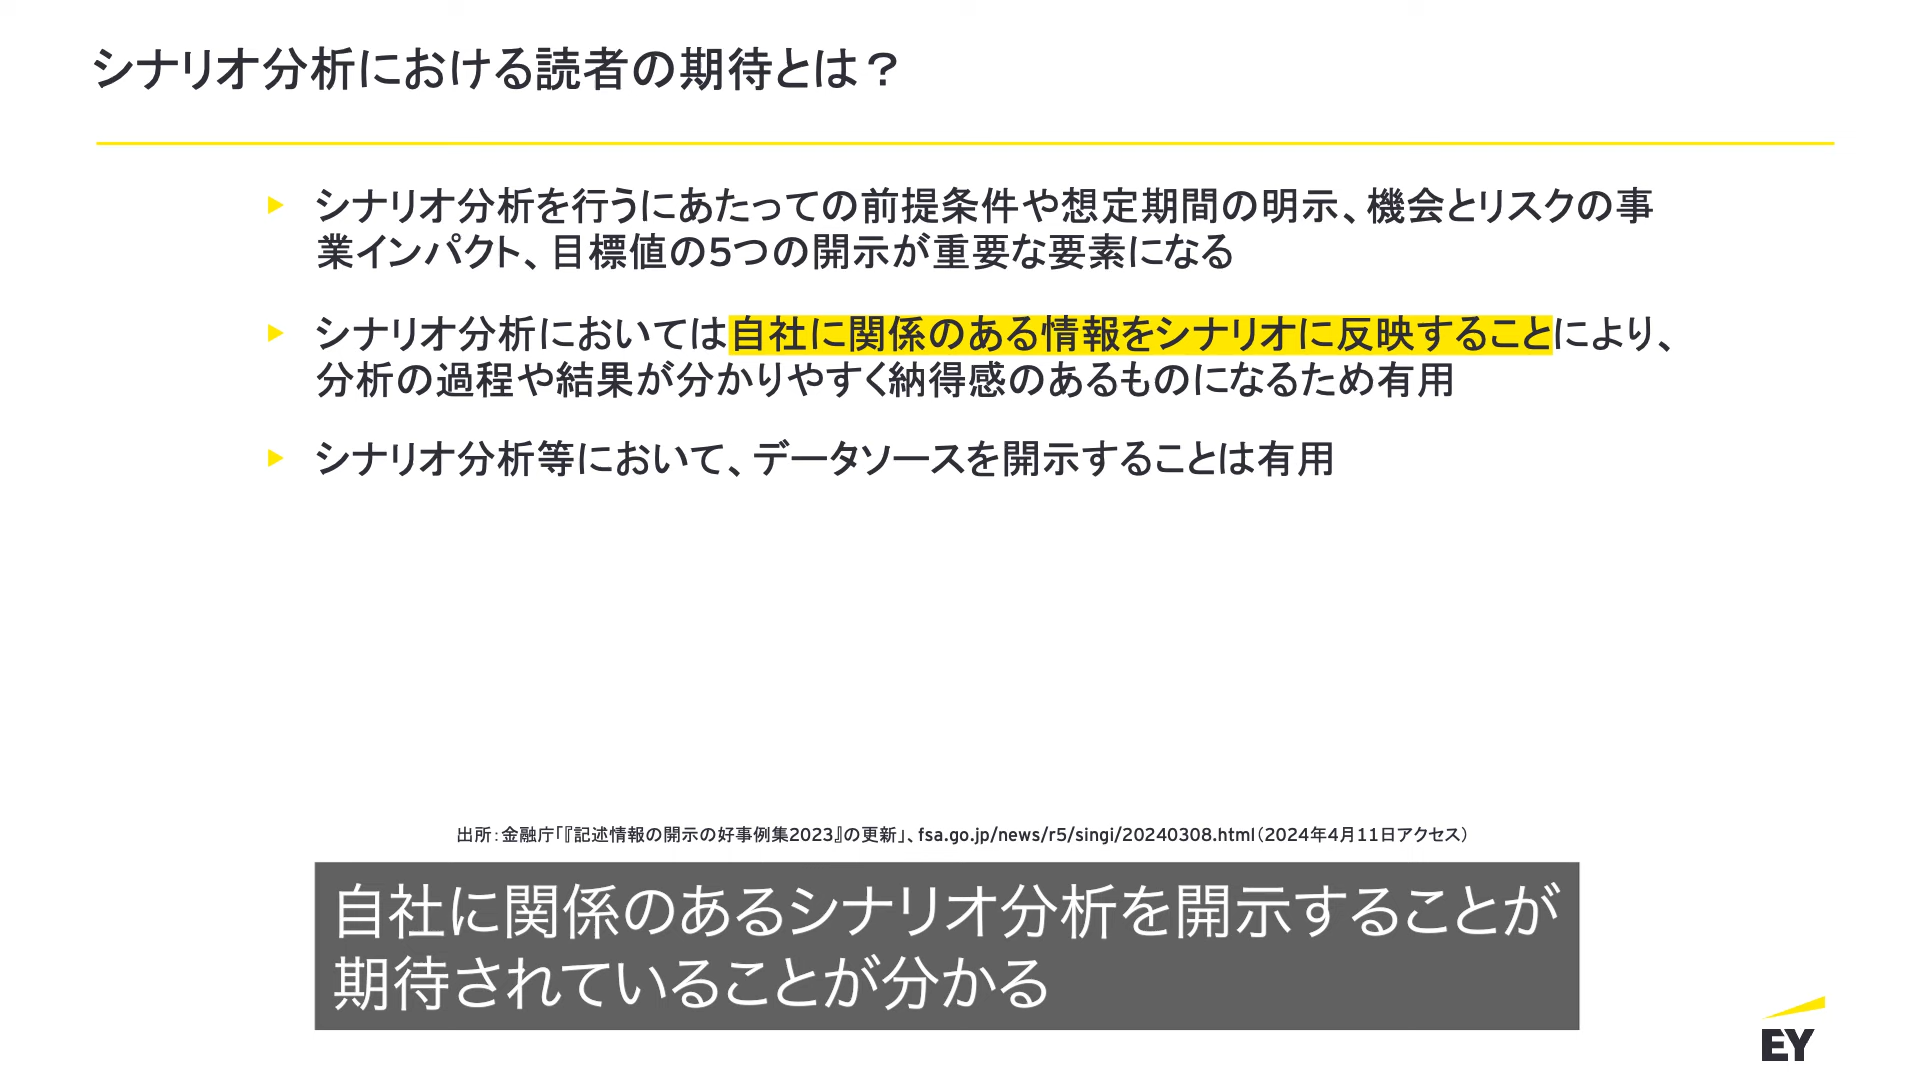 シナリオ分析における読者の期待とは？
▶ シナリオ分析を行うにあたっての前提条件や想定期間の明示、機会とリスクの事
業インパクト、目標値の5つの開示が重要な要素になる
▶ シナリオ分析においては自社に関係のある情報をシナリオに反映することにより、
分析の過程や結果が分かりやすく納得感のあるものになるため有用
▶ シナリオ分析等において、データソースを開示することは有用
出所：金融庁「『記述情報の開示の好事例集2023』の更新」、fsa.go.jp/news/r5/singi/20240308.html（2024年4月11日アクセス）
自社に関係のあるシナリオ分析を開示することが
期待されていることが分かる
EY